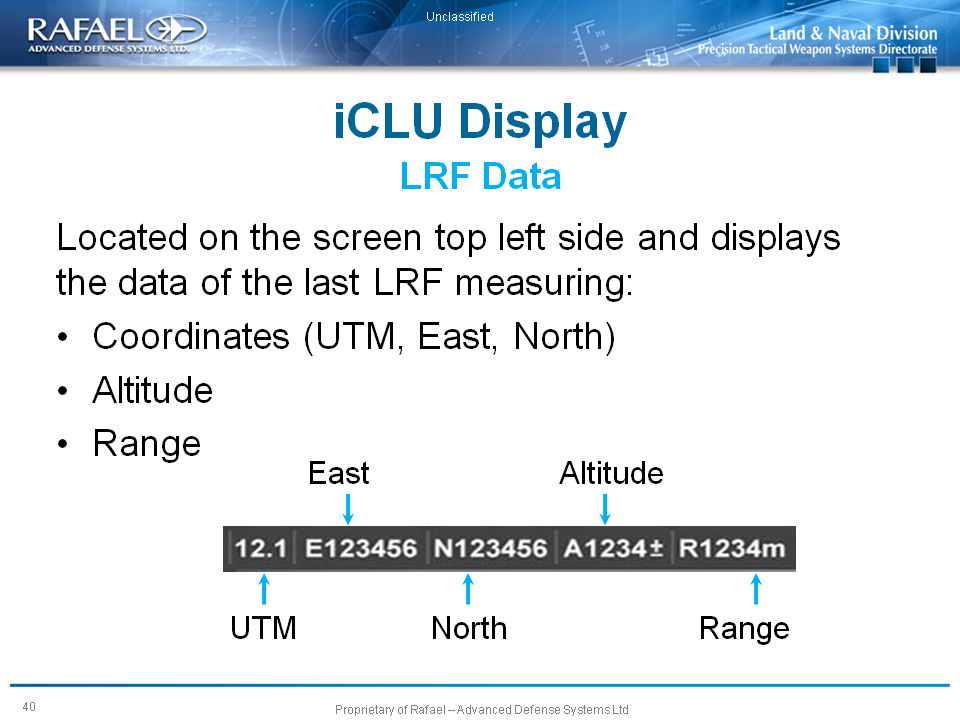 Unclassified
RAFAEL
ADVANCED DEFENSE SYSTEMS LTD.
Land & Naval Division
Precision Tactical Weapon Systems Directorate
iCLU Display
LRF Data
Located on the screen top left side and displays
the data of the last LRF measuring:
• Coordinates (UTM, East, North)
• Altitude
• Range
East Altitude
12.1 E123456 N123456 A1234± R1234m
UTM North Range
40
Proprietary of Rafael – Advanced Defense Systems Ltd